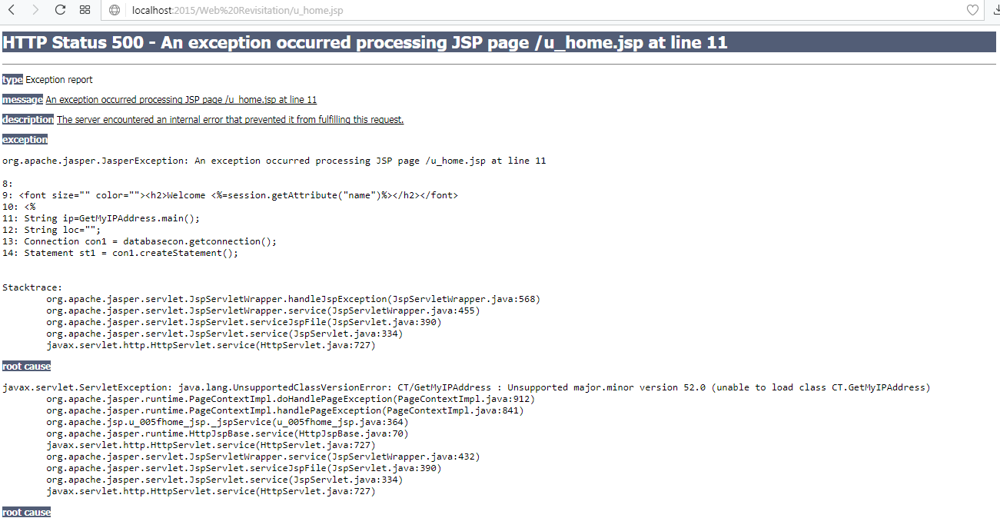 localhost:2015/Web%20Revisitation/u_home.jsp
HTTP Status 500 - An exception occurred processing JSP page /u_home.jsp at line 11
type Exception report
message An exception occurred processing JSP page /u_home.jsp at line 11
description The server encountered an internal error that prevented it from fulfilling this request.
exception
org.apache.jasper.JasperException: An exception occurred processing JSP page /u_home.jsp at line 11
8:
9: <font size="" color=""><h2>Welcome <%=session.getAttribute("name")%></h2></font>
10: <%
11: String ip=GetMyIPAddress.main();
12: String loc="";
13: Connection con1 = databasecon.getconnection();
14: Statement st1 = con1.createStatement();
Stacktrace:
org.apache.jasper.servlet.JspServletWrapper.handleJspException(JspServletWrapper.java:568)
org.apache.jasper.servlet.JspServletWrapper.service(JspServletWrapper.java:455)
org.apache.jasper.servlet.JspServlet.serviceJspFile(JspServlet.java:390)
org.apache.jasper.servlet.JspServlet.service(JspServlet.java:334)
javax.servlet.http.HttpServlet.service(HttpServlet.java:727)
root cause
javax.servlet.ServletException: java.lang.UnsupportedClassVersionError: CT/GetMyIPAddress : Unsupported major.minor version 52.0 (unable to load class CT.GetMyIPAddress)
org.apache.jasper.runtime.PageContextImpl.doHandlePageException(PageContextImpl.java:912)
org.apache.jasper.runtime.PageContextImpl.handlePageException(PageContextImpl.java:841)
org.apache.jsp.u_005fhome_jsp._jspService(u_005fhome_jsp.java:364)
org.apache.jasper.runtime.HttpJspBase.service(HttpJspBase.java:70)
javax.servlet.http.HttpServlet.service(HttpServlet.java:727)
org.apache.jasper.servlet.JspServletWrapper.service(JspServletWrapper.java:432)
org.apache.jasper.servlet.JspServlet.serviceJspFile(JspServlet.java:390)
org.apache.jasper.servlet.JspServlet.service(JspServlet.java:334)
javax.servlet.http.HttpServlet.service(HttpServlet.java:727)
root cause